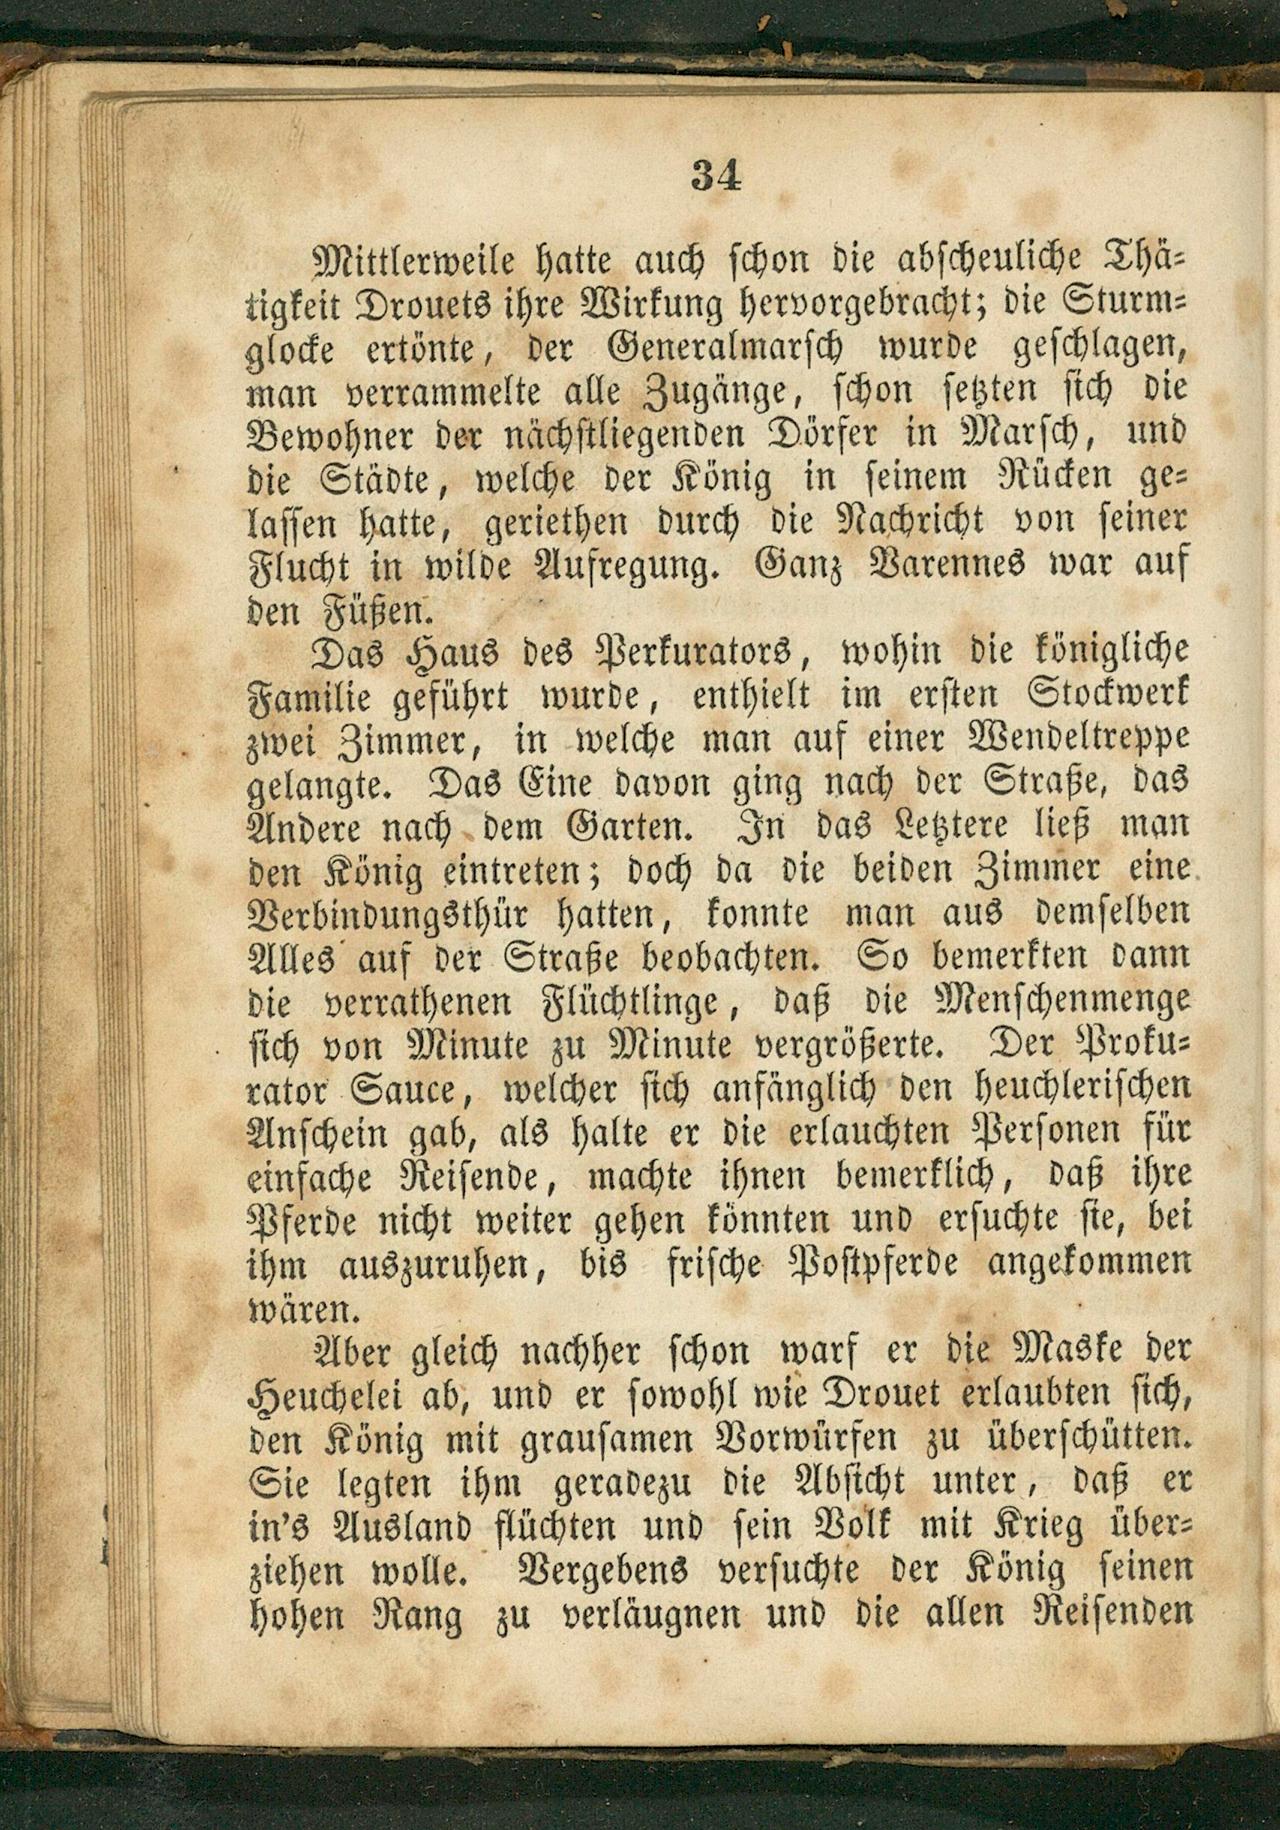 34
Mittlerweile hatte auch schon die abscheuliche Thä-
tigkeit Drouets ihre Wirkung hervorgebracht; die Sturm-
glocke ertönte, der Generalmarsch wurde geschlagen,
man verrammelte alle Zugänge, schon setzten sich die
Bewohner der nächstliegenden Dörfer in Marsch, und
die Städte, welche der König in seinem Rücken ge-
lassen hatte, geriethen durch die Nachricht von seiner
Flucht in wilde Aufregung. Ganz Varennes war auf
den Füßen.
Das Haus des Perkurators, wohin die königliche
Familie geführt wurde, enthielt im ersten Stockwerk
zwei Zimmer, in welche man auf einer Wendeltreppe
gelangte. Das Eine davon ging nach der Straße, das
Andere nach dem Garten. In das Letztere ließ man
den König eintreten; doch da die beiden Zimmer eine
Verbindungsthür hatten, konnte man aus demselben
Alles auf der Straße beobachten. So bemerkten dann
die verrathenen Flüchtlinge, daß die Menschenmenge
sich von Minute zu Minute vergrößerte. Der Proku-
rator Sauce, welcher sich anfänglich den heuchlerischen
Anschein gab, als halte er die erlauchten Personen für
einfache Reisende, machte ihnen bemerklich, daß ihre
Pferde nicht weiter gehen könnten und ersuchte sie, bei
ihm auszuruhen, bis frische Postpferde angekommen
wären.
Aber gleich nachher schon warf er die Maske der
Heuchelei ab, und er sowohl wie Drouet erlaubten sich,
den König mit grausamen Vorwürfen zu überschütten.
Sie legten ihm geradezu die Absicht unter, daß er
in's Ausland flüchten und sein Volk mit Krieg über-
ziehen wolle. Vergebens versuchte der König seinen
hohen Rang zu verläugnen und die allen Reisenden